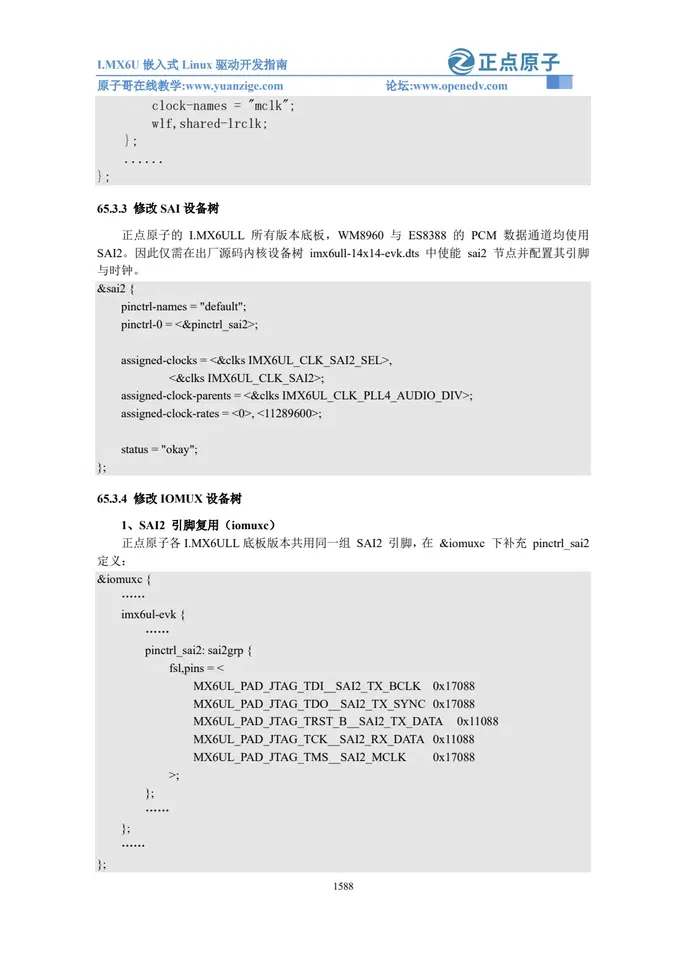 I.MX6U 嵌入式 Linux 驱动开发指南
正点原子
原子哥在线教学:www.yuanzige.com 论坛:www.openedv.com
clock-names = "mclk";
wlf,shared-lrclk;
};
......
};
65.3.3 修改 SAI 设备树
正点原子的 I.MX6ULL 所有版本底板，WM8960 与 ES8388 的 PCM 数据通道均使用
SAI2。因此仅需在出厂源码内核设备树 imx6ull-14x14-evk.dts 中使能 sai2 节点并配置其引脚
与时钟。
&sai2 {
pinctrl-names = "default";
pinctrl-0 = <&pinctrl_sai2>;
assigned-clocks = <&clks IMX6UL_CLK_SAI2_SEL>,
<&clks IMX6UL_CLK_SAI2>;
assigned-clock-parents = <&clks IMX6UL_CLK_PLL4_AUDIO_DIV>;
assigned-clock-rates = <0>, <11289600>;
status = "okay";
};
65.3.4 修改 IOMUX 设备树
1、SAI2 引脚复用（iomuxc）
正点原子各 I.MX6ULL 底板版本共用同一组 SAI2 引脚，在 &iomuxc 下补充 pinctrl_sai2
定义：
&iomuxc {
……
imx6ul-evk {
……
pinctrl_sai2: sai2grp {
fsl,pins = <
MX6UL_PAD_JTAG_TDI__SAI2_TX_BCLK 0x17088
MX6UL_PAD_JTAG_TDO__SAI2_TX_SYNC 0x17088
MX6UL_PAD_JTAG_TRST_B__SAI2_TX_DATA 0x11088
MX6UL_PAD_JTAG_TCK__SAI2_RX_DATA 0x11088
MX6UL_PAD_JTAG_TMS__SAI2_MCLK 0x17088
>;
};
……
};
……
};
1588